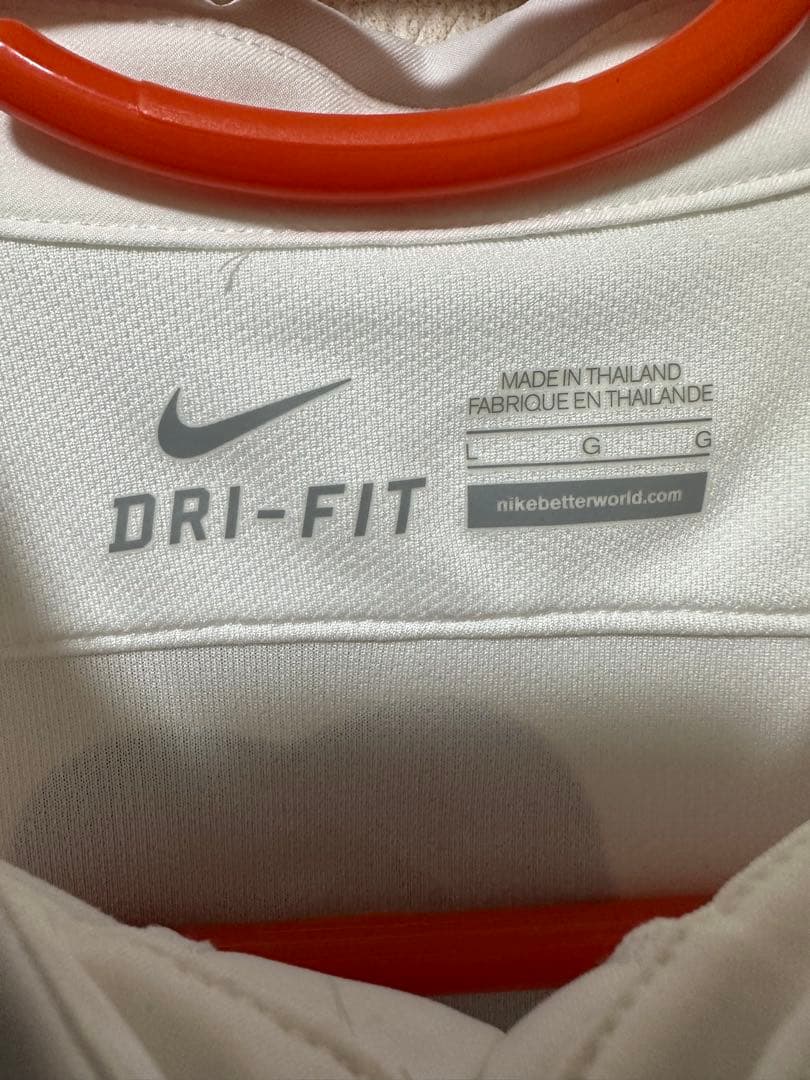 DRI-FIT
MADE IN THAILAND
FABRIQUE EN THAILANDE
L G G
nikebetterworld.com